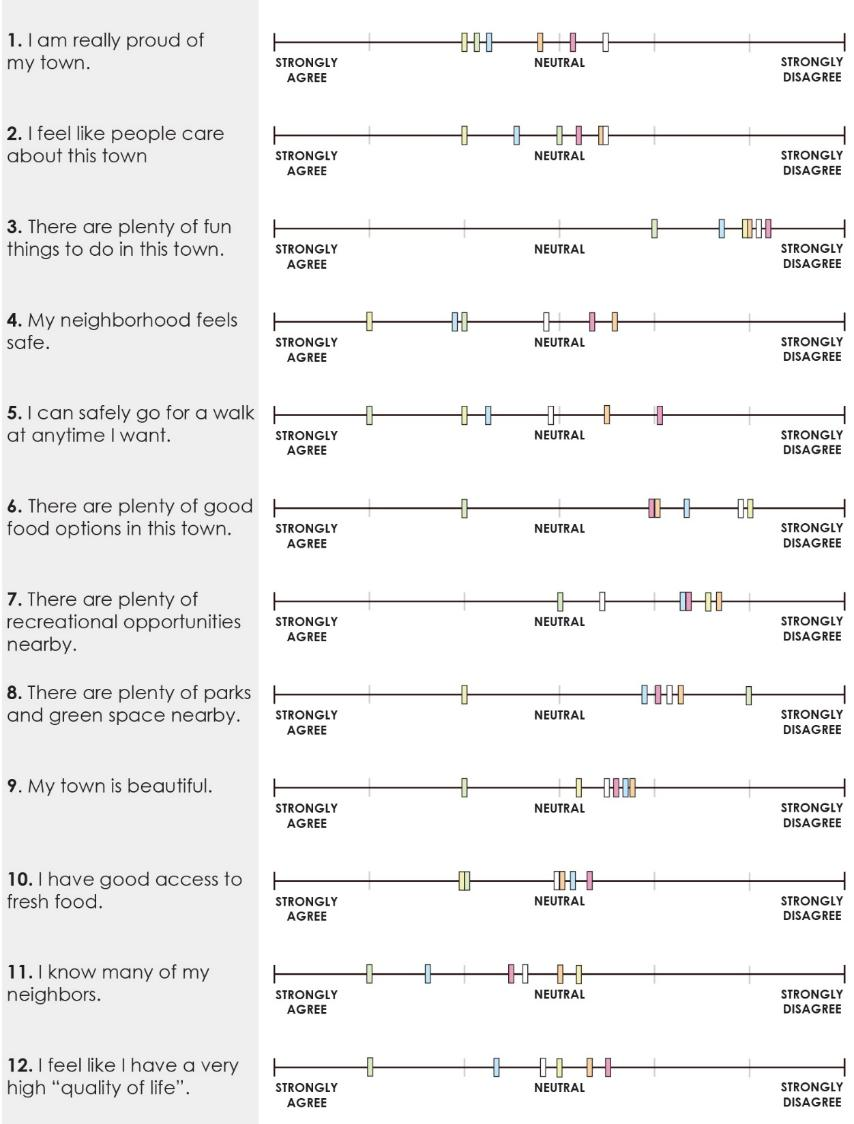 1. I am really proud of
my town.
STRONGLY
AGREE
NEUTRAL
STRONGLY
DISAGREE
2. I feel like people care
about this town
STRONGLY
AGREE
NEUTRAL
STRONGLY
DISAGREE
3. There are plenty of fun
things to do in this town.
STRONGLY
AGREE
NEUTRAL
STRONGLY
DISAGREE
4. My neighborhood feels
safe.
STRONGLY
AGREE
NEUTRAL
STRONGLY
DISAGREE
5. I can safely go for a walk
at anytime I want.
STRONGLY
AGREE
NEUTRAL
STRONGLY
DISAGREE
6. There are plenty of good
food options in this town.
STRONGLY
AGREE
NEUTRAL
STRONGLY
DISAGREE
7. There are plenty of
recreational opportunities
nearby.
STRONGLY
AGREE
NEUTRAL
STRONGLY
DISAGREE
8. There are plenty of parks
and green space nearby.
STRONGLY
AGREE
NEUTRAL
STRONGLY
DISAGREE
9. My town is beautiful.
STRONGLY
AGREE
NEUTRAL
STRONGLY
DISAGREE
10. I have good access to
fresh food.
STRONGLY
AGREE
NEUTRAL
STRONGLY
DISAGREE
11. I know many of my
neighbors.
STRONGLY
AGREE
NEUTRAL
STRONGLY
DISAGREE
12. I feel like I have a very
high “quality of life”.
STRONGLY
AGREE
NEUTRAL
STRONGLY
DISAGREE